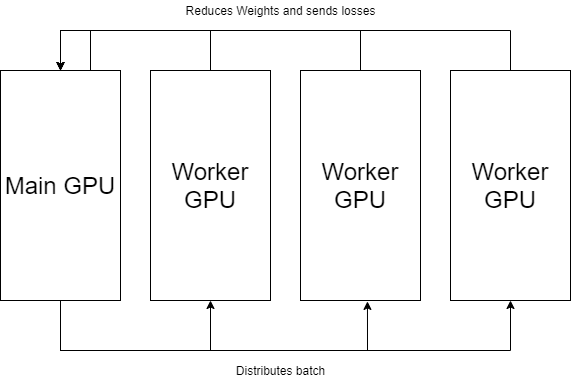 Reduces Weights and sends losses
Main GPU
Worker
GPU
Worker
GPU
Worker
GPU
Distributes batch